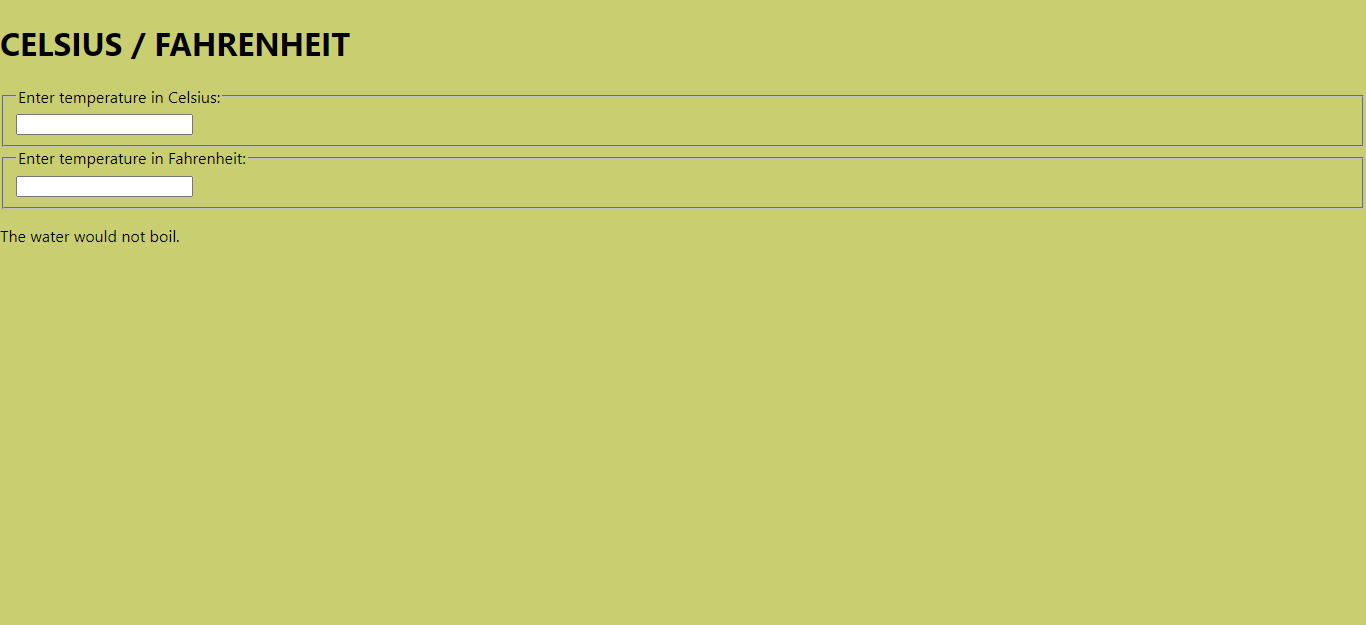 CELSIUS / FAHRENHEIT
Enter temperature in Celsius:
Enter temperature in Fahrenheit:
The water would not boil.